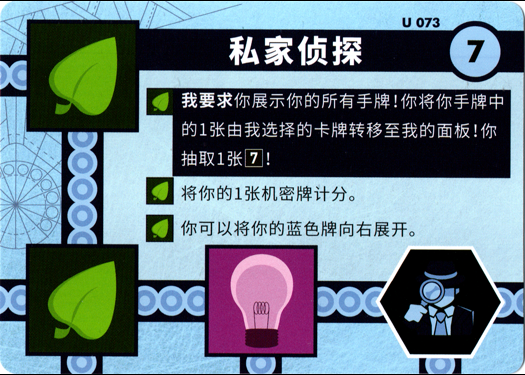 U 073
私家侦探
7
我要求你展示你的所有手牌！你将你手牌中
的1张由我选择的卡牌转移至我的面板！你
抽取1张7！
将你的1张机密牌计分。
你可以将你的蓝色牌向右展开。